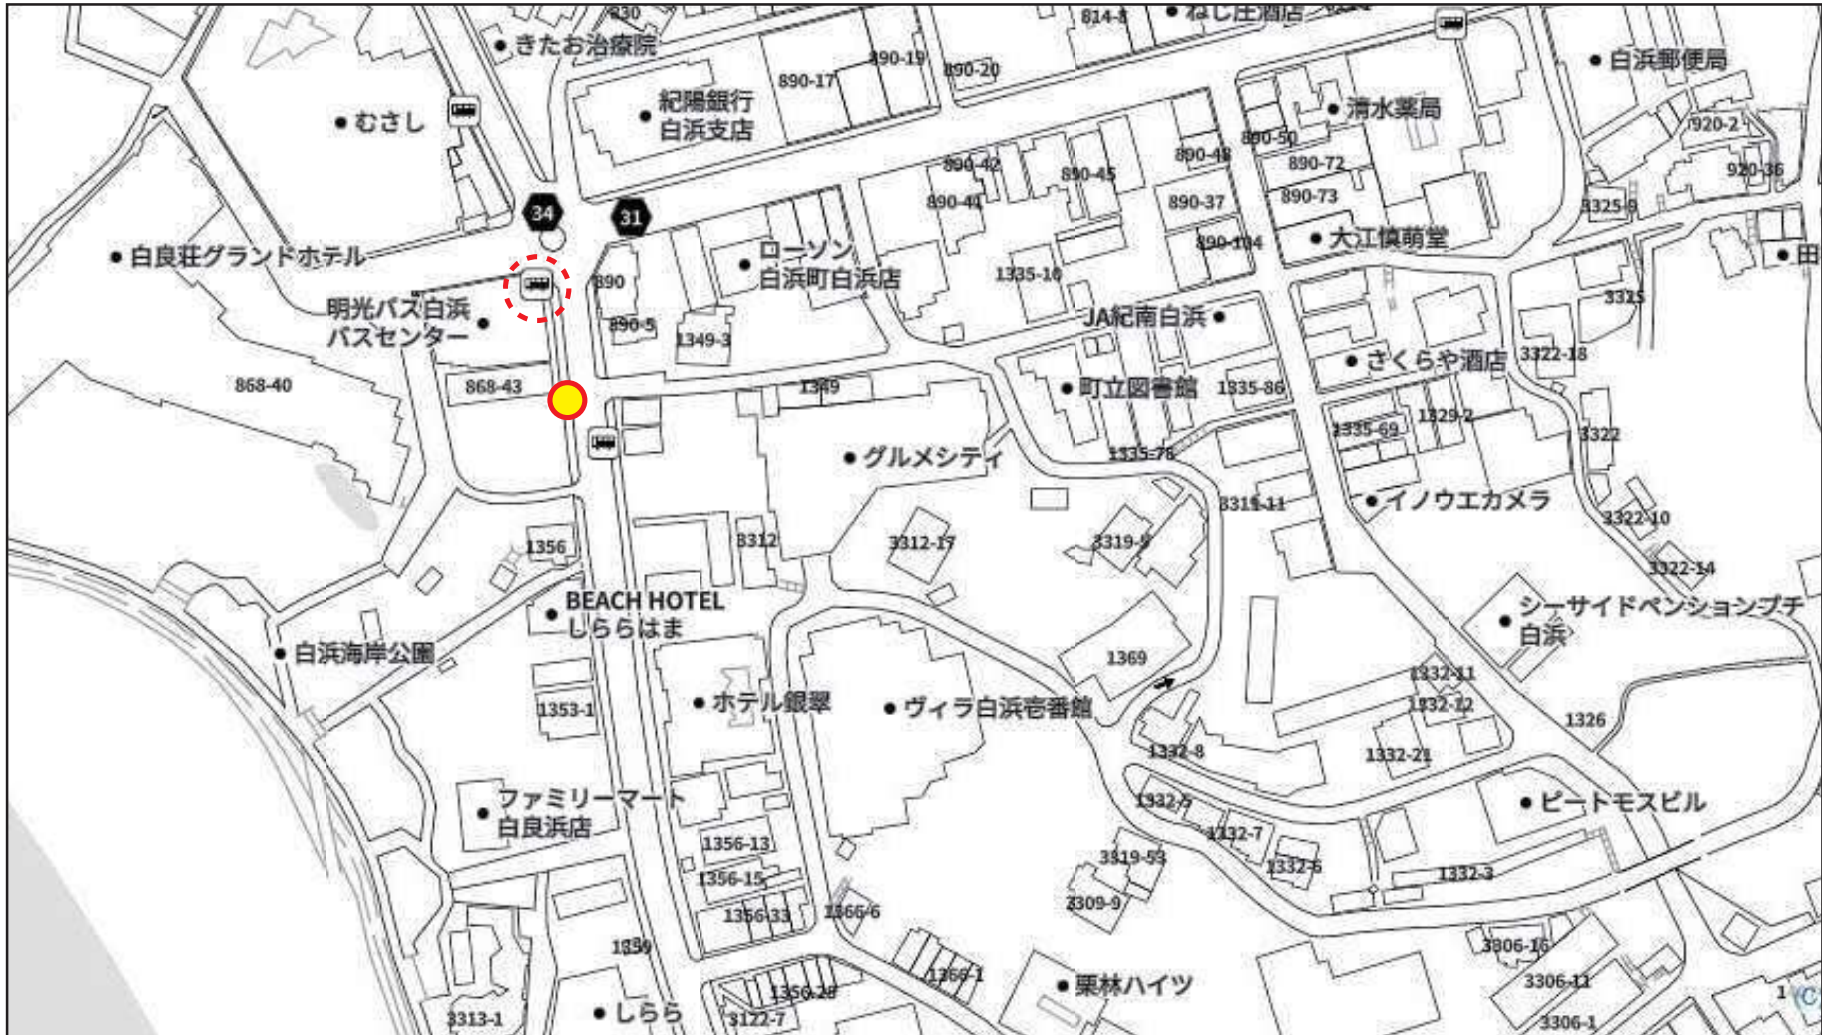 830
814-8
ねじ庄酒店
きたお治療院
890-19
890-20
白浜郵便局
890-17
紀陽銀行
白浜支店
むさし
清水薬局
920-2
890-50
890-42
890-45
890-48
890-72
920-36
890-41
890-37
890-73
3325-9
34
31
890-104
大江慎萌堂
白良荘グランドホテル
ローソン
白浜町白浜店
田
1335-10
890
3325
明光バス白浜
バスセンター
890-5
1349-3
JA紀南白浜
さくらや酒店
3322-18
868-40
868-43
1349
町立図書館
1335-86
1329-2
1335-69
3322
グルメシティ
1335-78
イノウエカメラ
3319-11
3322-10
1356
3312
3312-17
3319-9
3322-14
BEACH HOTEL
しららはま
シーサイドペンションプチ
白浜
白浜海岸公園
1369
1332-11
1353-1
ホテル銀翠
ヴィラ白浜壱番館
1332-12
1326
1332-8
1332-21
ファミリーマート
白良浜店
1332-5
ピートモスビル
1332-7
1356-13
3319-53
1332-6
1332-3
1356-15
3309-9
1356-33
1366-6
1359
3306-16
1366-1
栗林ハイツ
3306-11
1356-28
1
3313-1
しらら
3122-7
3306-1